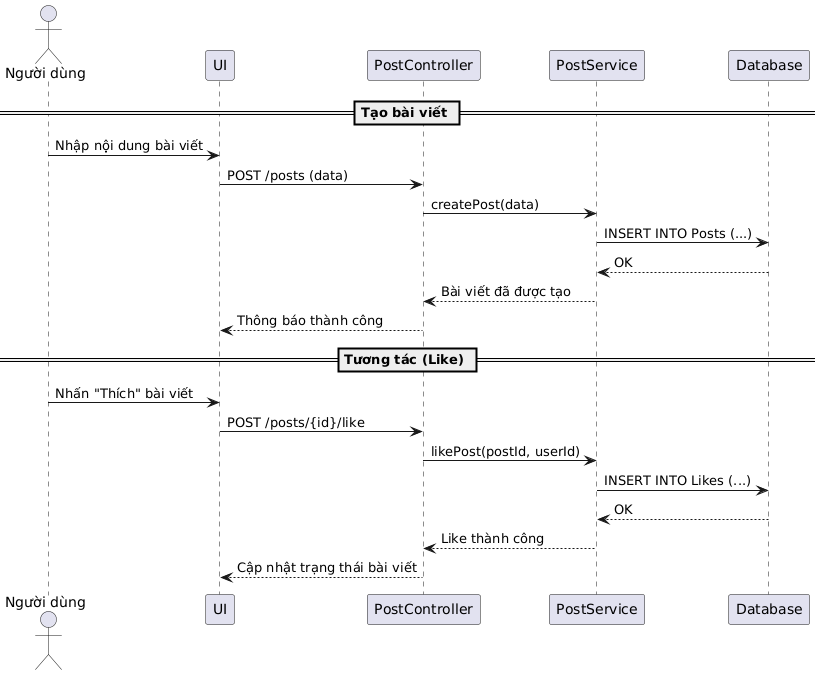 Người dùng
UI
PostController
PostService
Database
Tạo bài viết
Nhập nội dung bài viết
POST /posts (data)
createPost(data)
INSERT INTO Posts (...)
OK
Bài viết đã được tạo
Thông báo thành công
Tương tác (Like)
Nhấn "Thích" bài viết
POST /posts/{id}/like
likePost(postId, userId)
INSERT INTO Likes (...)
OK
Like thành công
Cập nhật trạng thái bài viết
Người dùng
UI
PostController
PostService
Database